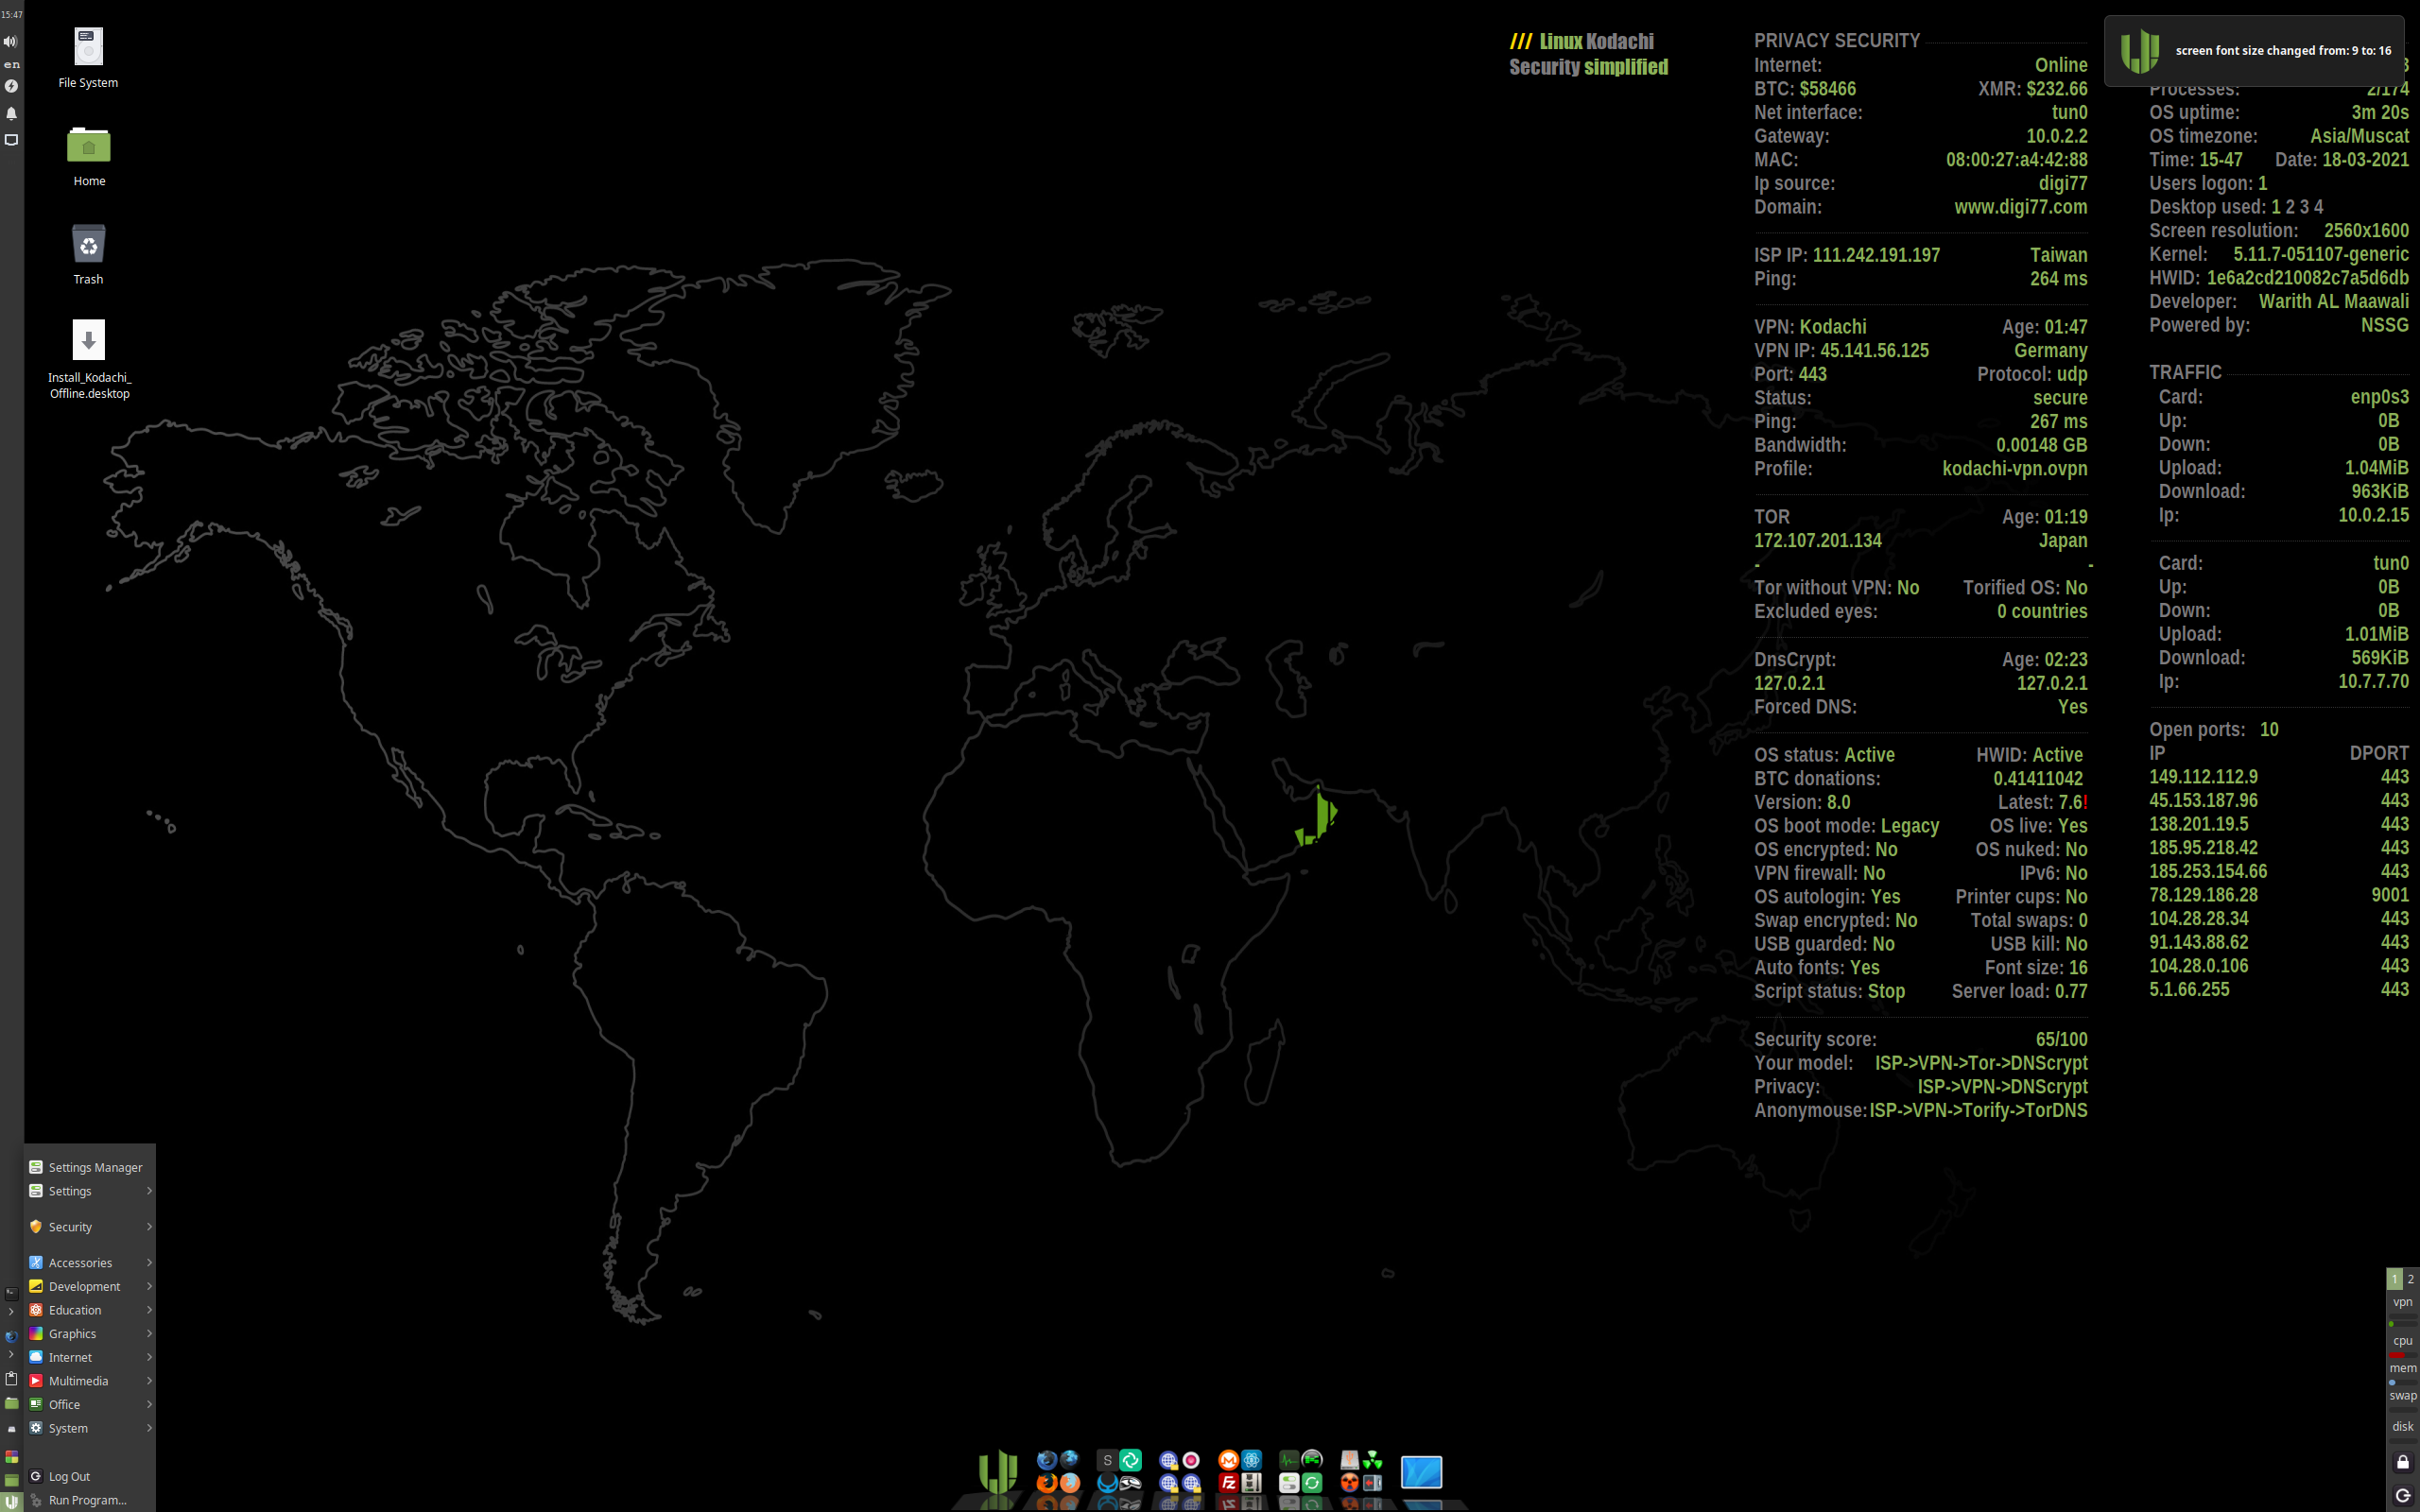 15:47
en
File System
Home
Trash
Install_Kodachi_
Offline.desktop
/// Linux Kodachi
Security simplified
PRIVACY SECURITY
Internet: Online
BTC: $58466 XMR: $232.66
Net interface: tun0
Gateway: 10.0.2.2
MAC: 08:00:27:a4:42:88
Ip source: digi77
Domain: www.digi77.com
ISP IP: 111.242.191.197 Taiwan
Ping: 264 ms
VPN: Kodachi Age: 01:47
VPN IP: 45.141.56.125 Germany
Port: 443 Protocol: udp
Status: secure
Ping: 267 ms
Bandwidth: 0.00148 GB
Profile: kodachi-vpn.ovpn
TOR Age: 01:19
172.107.201.134 Japan
- -
Tor without VPN: No Torified OS: No
Excluded eyes: 0 countries
DnsCrypt: Age: 02:23
127.0.2.1 127.0.2.1
Forced DNS: Yes
OS status: Active HWID: Active
BTC donations: 0.41411042
Version: 8.0 Latest: 7.6!
OS boot mode: Legacy OS live: Yes
OS encrypted: No OS nuked: No
VPN firewall: No IPv6: No
OS autologin: Yes Printer cups: No
Swap encrypted: No Total swaps: 0
USB guarded: No USB kill: No
Auto fonts: Yes Font size: 16
Script status: Stop Server load: 0.77
Security score: 65/100
Your model: ISP->VPN->Tor->DNScrypt
Privacy: ISP->VPN->DNScrypt
Anonymouse: ISP->VPN->Torify->TorDNS
screen font size changed from: 9 to: 16
Processes: 2/174
OS uptime: 3m 20s
OS timezone: Asia/Muscat
Time: 15-47 Date: 18-03-2021
Users logon: 1
Desktop used: 1 2 3 4
Screen resolution: 2560x1600
Kernel: 5.11.7-051107-generic
HWID: 1e6a2cd210082c7a5d6db
Developer: Warith AL Maawali
Powered by: NSSG
TRAFFIC
Card: enp0s3
Up: 0B
Down: 0B
Upload: 1.04MiB
Download: 963KiB
Ip: 10.0.2.15
Card: tun0
Up: 0B
Down: 0B
Upload: 1.01MiB
Download: 569KiB
Ip: 10.7.7.70
Open ports: 10
IP DPORT
149.112.112.9 443
45.153.187.96 443
138.201.19.5 443
185.95.218.42 443
185.253.154.66 443
78.129.186.28 9001
104.28.28.34 443
91.143.88.62 443
104.28.0.106 443
5.1.66.255 443
Settings Manager
Settings
Security
Accessories
Development
Education
Graphics
Internet
Multimedia
Office
System
Log Out
Run Program...
1 2
vpn
cpu
mem
swap
disk